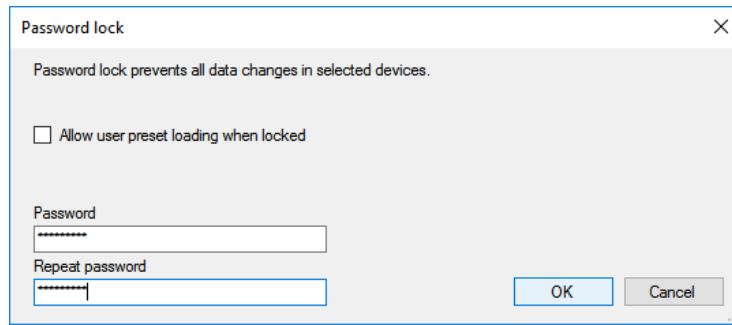 Password lock
Password lock prevents all data changes in selected devices.
Allow user preset loading when locked
Password
*********
Repeat password
*********
OK Cancel